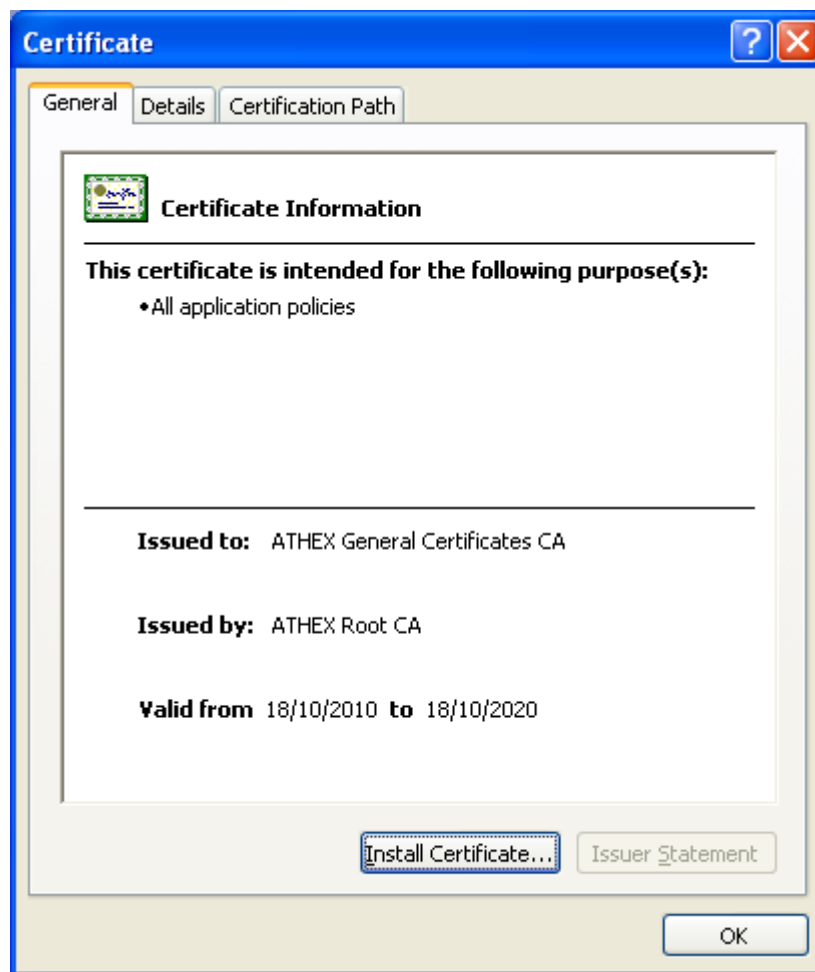 Certificate
General Details Certification Path
Certificate Information
This certificate is intended for the following purpose(s):
•All application policies
Issued to: ATHEX General Certificates CA
Issued by: ATHEX Root CA
Valid from 18/10/2010 to 18/10/2020
Install Certificate... Issuer Statement
OK